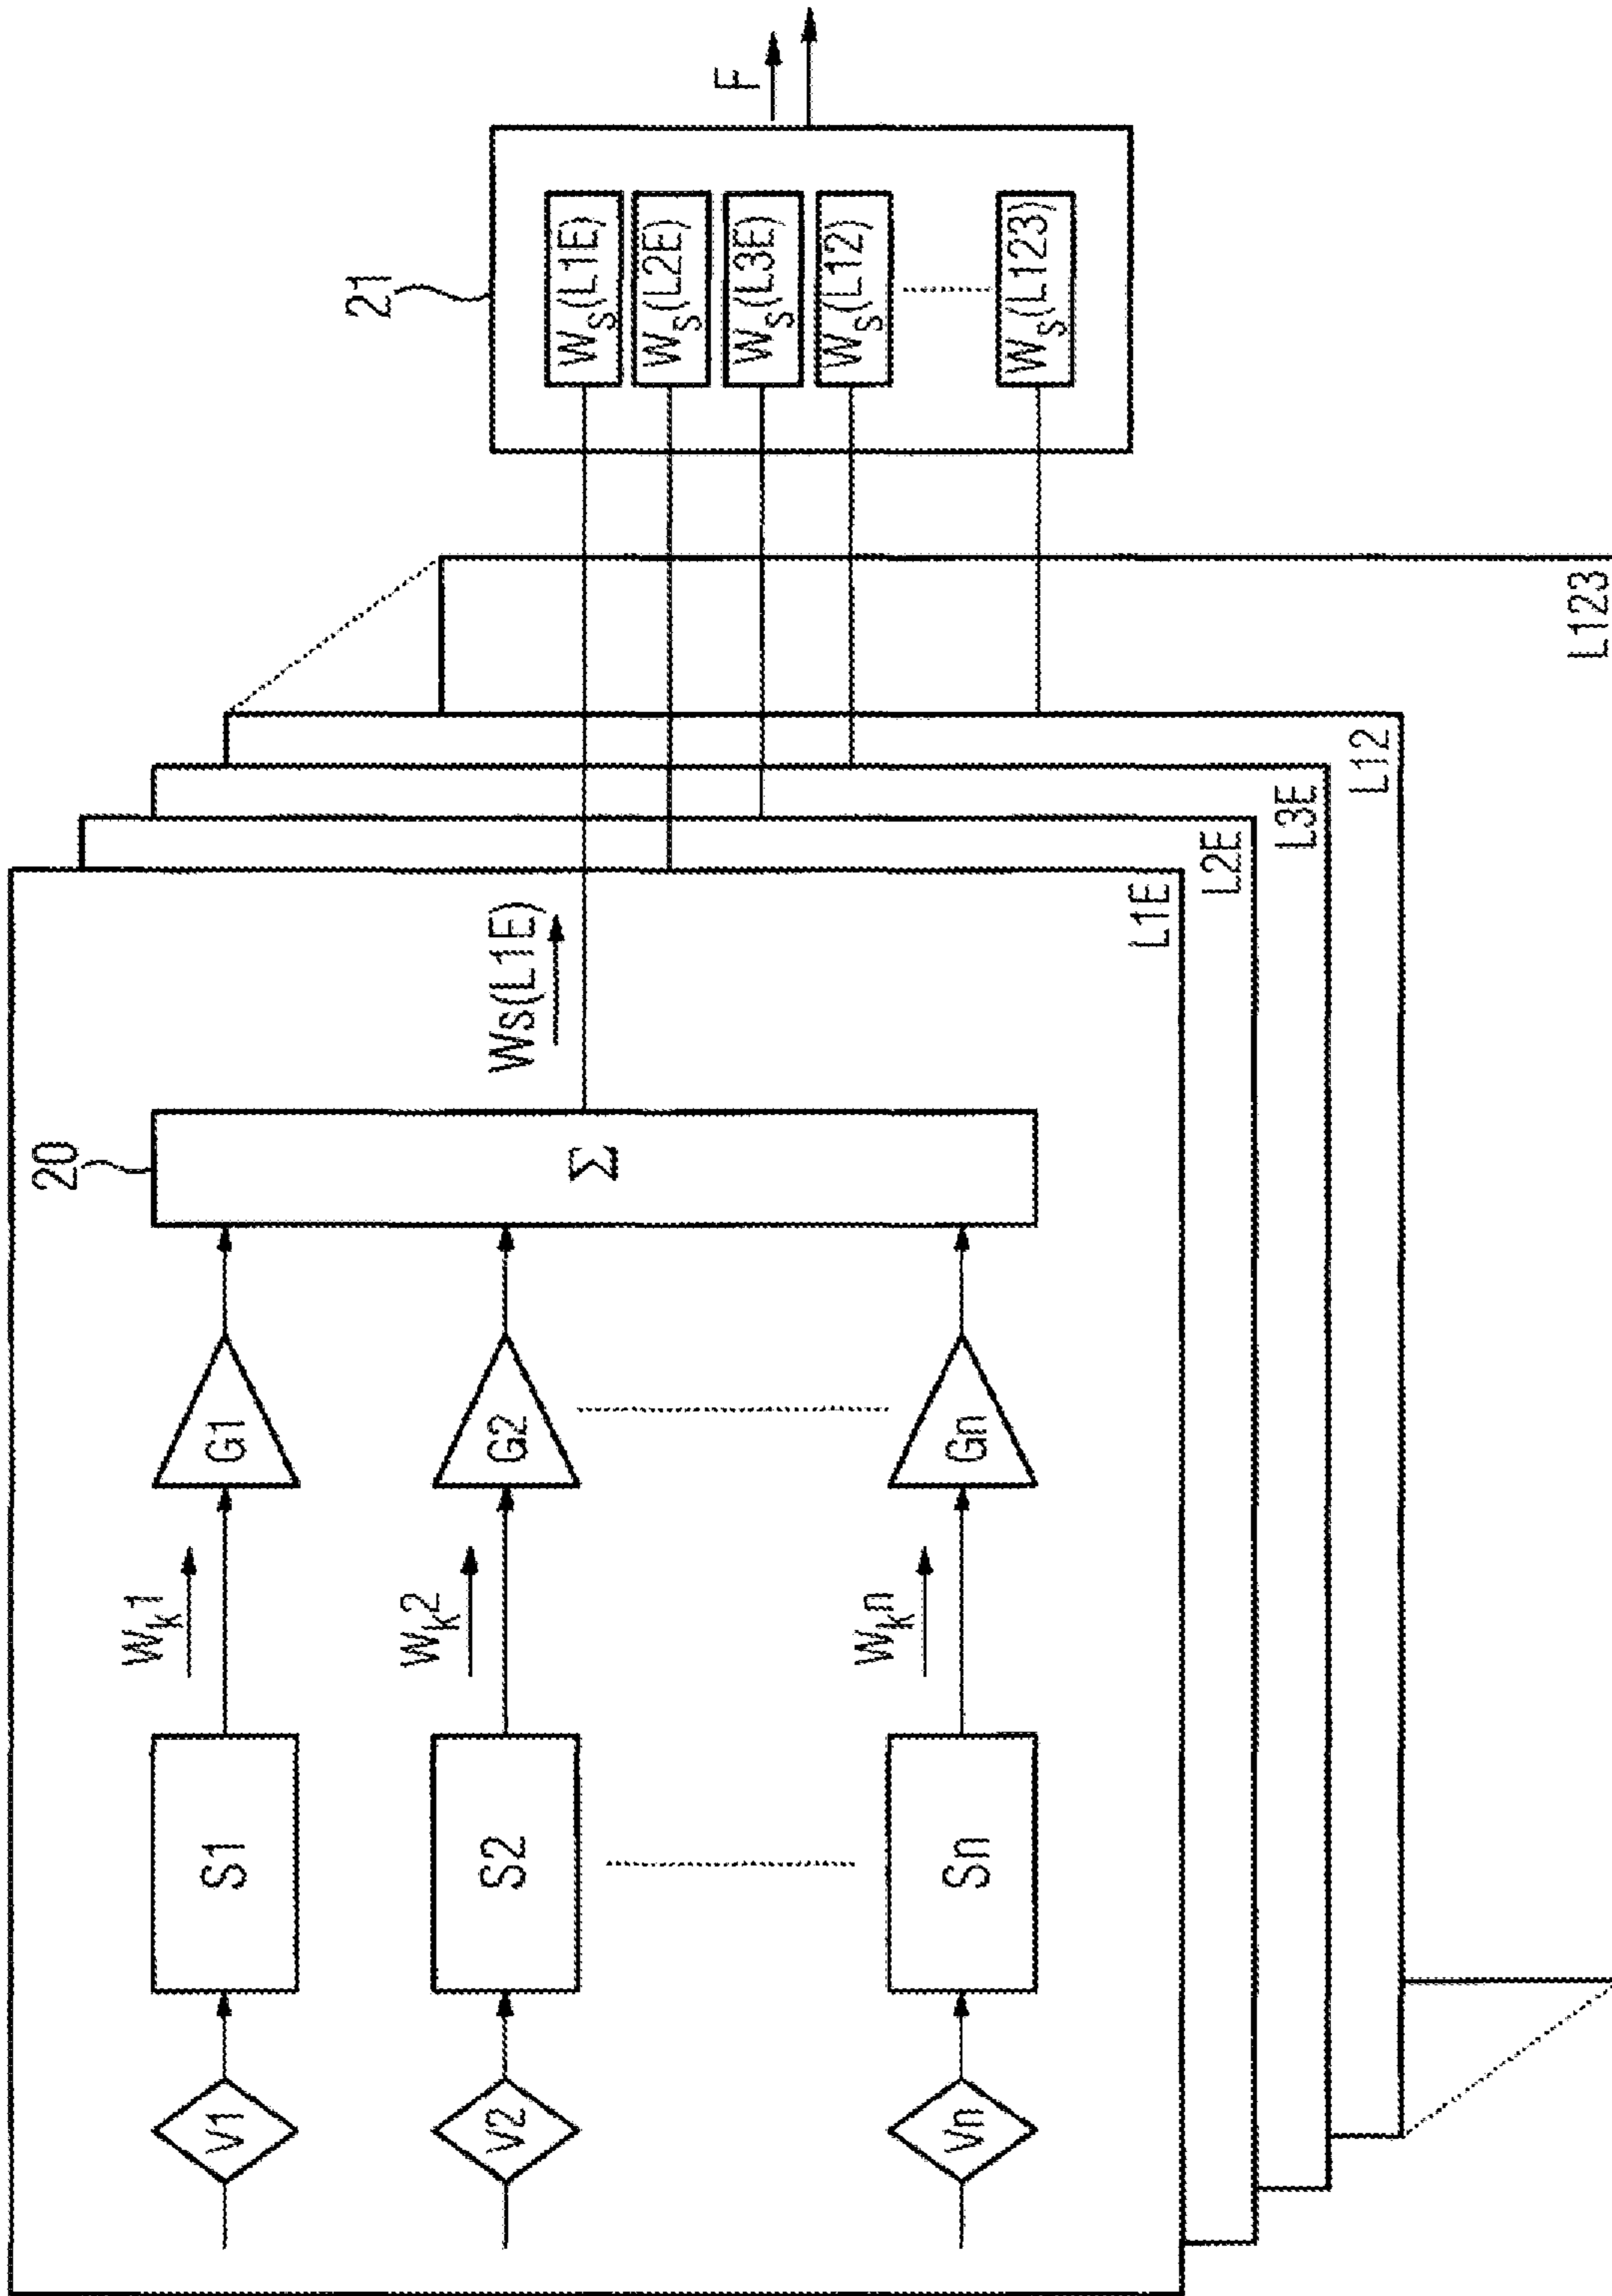 V1
S1
Wk1
G1
V2
S2
Wk2
G2
Vn
Sn
Wkn
Gn
20
Σ
Ws(L1E)
L1E
L2E
L3E
L12
L123
21
Ws(L1E)
Ws(L2E)
Ws(L3E)
Ws(L12)
Ws(L123)
F